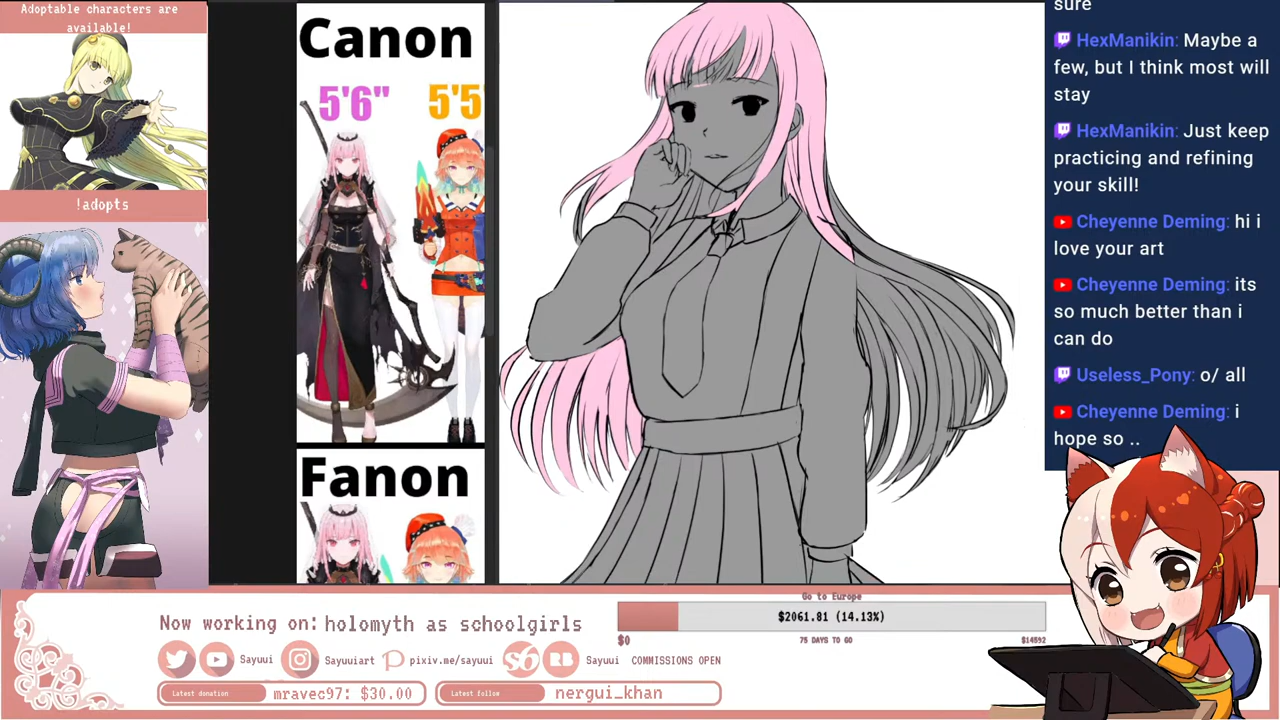 Adoptable characters are
available!
!adopts
Canon
5'6"
5'5
Fanon
sure
HexManikin: Maybe a
few, but I think most will
stay
HexManikin: Just keep
practicing and refining
your skill!
Cheyenne Deming: hi i
love your art
Cheyenne Deming: its
so much better than i
can do
Useless_Pony: o/ all
Cheyenne Deming: i
hope so ..
Now working on: holomyth as schoolgirls
Sayuui
Sayuuiart
pixiv.me/sayuui
S6
RB
Sayuui
COMMISSIONS OPEN
Latest donation
mravec97: $30.00
Latest follow
nergui_khan
Go to Europe
$2061.81 (14.13%)
$0
75 DAYS TO GO
$14592